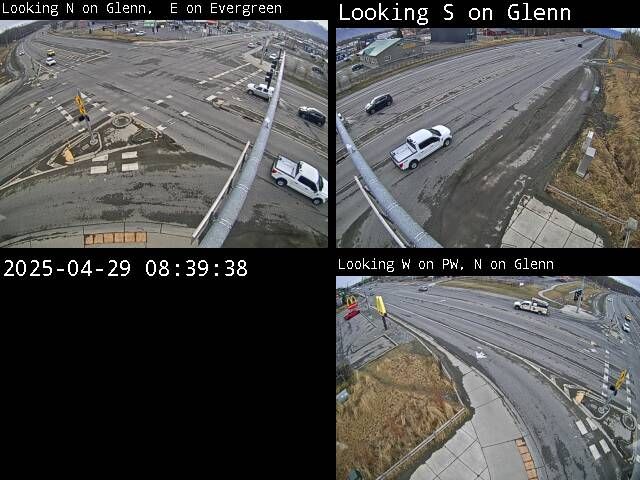 Looking N on Glenn,  E on Evergreen
Looking S on Glenn
2025-04-29 08:39:38
Looking W on PW, N on Glenn